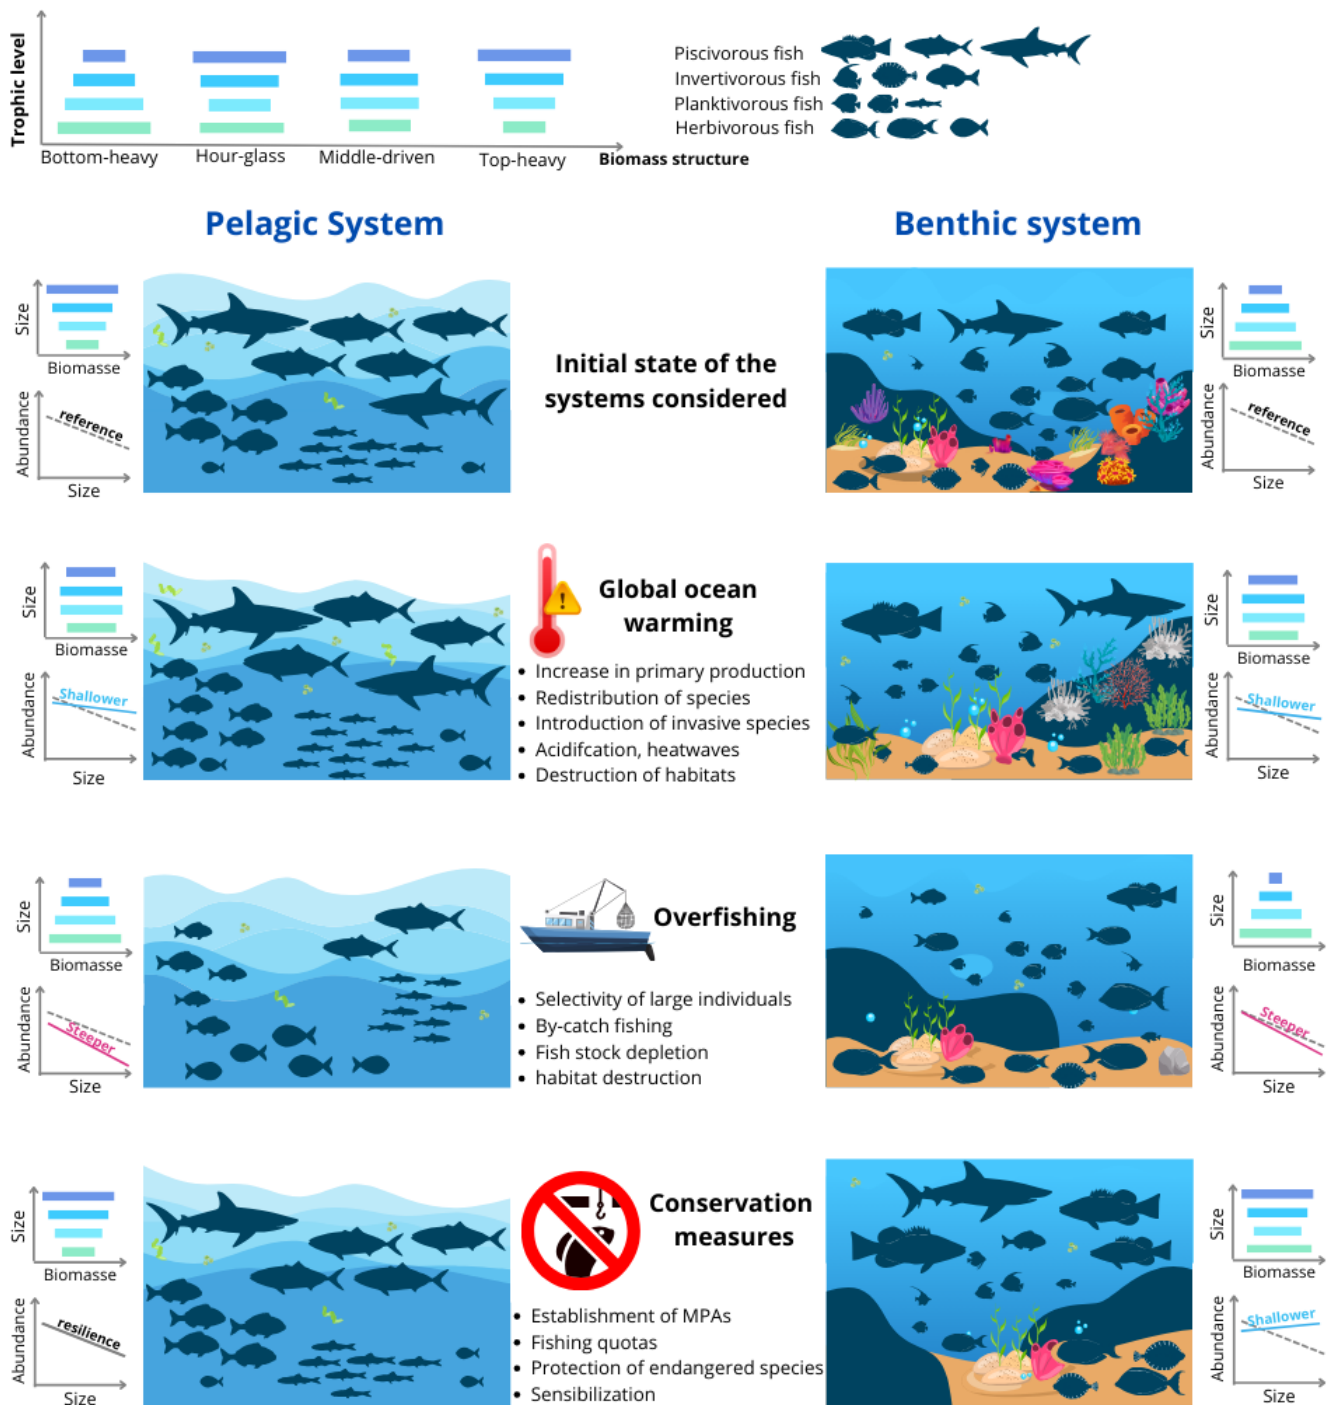 Trophic level
Bottom-heavy
Hour-glass
Middle-driven
Top-heavy
Biomass structure
Piscivorous fish
Invertivorous fish
Planktivorous fish
Herbivorous fish
Pelagic System
Benthic system
Size
Biomasse
Abundance
reference
Size
Initial state of the
systems considered
Size
Biomasse
Abundance
reference
Size
Size
Biomasse
Abundance
Shallower
Size
Global ocean
warming
• Increase in primary production
• Redistribution of species
• Introduction of invasive species
• Acidifcation, heatwaves
• Destruction of habitats
Size
Biomasse
Abundance
Shallower
Size
Size
Biomasse
Abundance
Steeper
Size
Overfishing
• Selectivity of large individuals
• By-catch fishing
• Fish stock depletion
• habitat destruction
Size
Biomasse
Abundance
Steeper
Size
Size
Biomasse
Abundance
resilience
Size
Conservation
measures
• Establishment of MPAs
• Fishing quotas
• Protection of endangered species
• Sensibilization
Size
Biomasse
Abundance
Shallower
Size